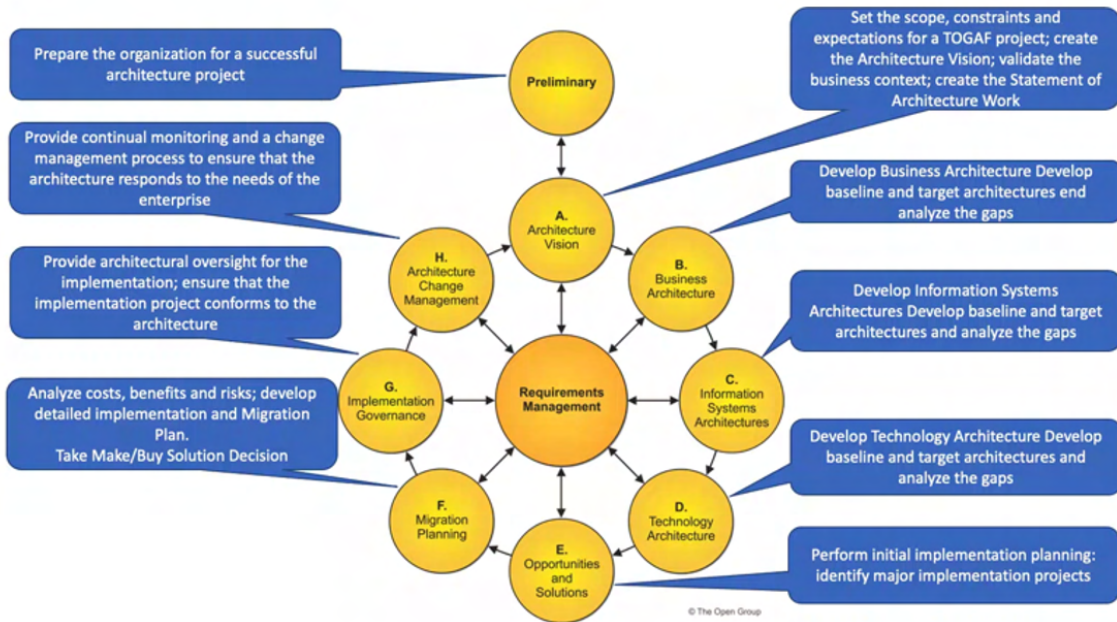 Prepare the organization for a successful
architecture project
Preliminary
Set the scope, constraints and
expectations for a TOGAF project; create
the Architecture Vision; validate the
business context; create the Statement of
Architecture Work
Provide continual monitoring and a change
management process to ensure that the
architecture responds to the needs of the
enterprise
A.
Architecture
Vision
Develop Business Architecture Develop
baseline and target architectures end
analyze the gaps
H.
Architecture
Change
Management
B.
Business
Architecture
Provide architectural oversight for the
implementation; ensure that the
implementation project conforms to the
architecture
Develop Information Systems
Architectures Develop baseline and target
architectures and analyze the gaps
G.
Implementation
Governance
Requirements
Management
C.
Information
Systems
Architectures
Analyze costs, benefits and risks; develop
detailed implementation and Migration
Plan.
Take Make/Buy Solution Decision
Develop Technology Architecture Develop
baseline and target architectures and
analyze the gaps
F.
Migration
Planning
D.
Technology
Architecture
E.
Opportunities
and
Solutions
Perform initial implementation planning:
identify major implementation projects
© The Open Group